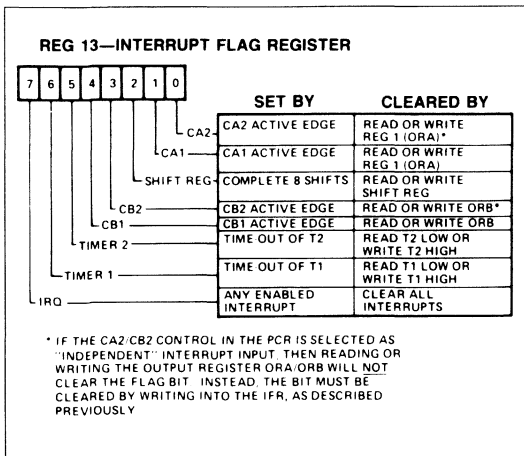 REG 13—INTERRUPT FLAG REGISTER
7 6 5 4 3 2 1 0
SET BY CLEARED BY
CA2 CA2 ACTIVE EDGE READ OR WRITE
REG 1 (ORA)*
CA1 CA1 ACTIVE EDGE READ OR WRITE
REG 1 (ORA)
SHIFT REG COMPLETE 8 SHIFTS READ OR WRITE
SHIFT REG
CB2 CB2 ACTIVE EDGE READ OR WRITE ORB*
CB1 CB1 ACTIVE EDGE READ OR WRITE ORB
TIMER 2 TIME-OUT OF T2 READ T2 LOW OR
WRITE T2 HIGH
TIMER 1 TIME-OUT OF T1 READ T1 LOW OR
WRITE T1 HIGH
IRQ ANY ENABLED CLEAR ALL
INTERRUPT INTERRUPTS
* IF THE CA2/CB2 CONTROL IN THE PCR IS SELECTED AS
"INDEPENDENT" INTERRUPT INPUT, THEN READING OR
WRITING THE OUTPUT REGISTER ORA/ORB WILL NOT
CLEAR THE FLAG BIT. INSTEAD, THE BIT MUST BE
CLEARED BY WRITING INTO THE IFR, AS DESCRIBED
PREVIOUSLY